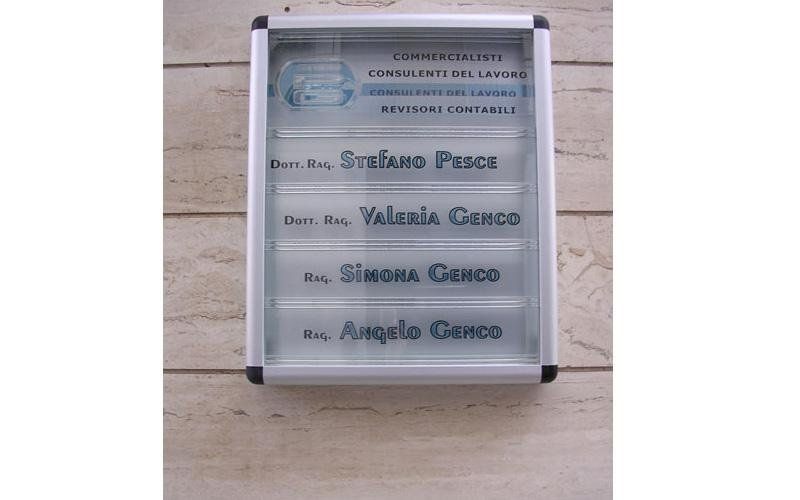 COMMERCIALISTI
CONSULENTI DEL LAVORO
CONSULENTI DEL LAVORO
REVISORI CONTABILI
Dott. Rag. Stefano Pesce
Dott. Rag. Valeria Genco
Rag. Simona Genco
Rag. Angelo Genco